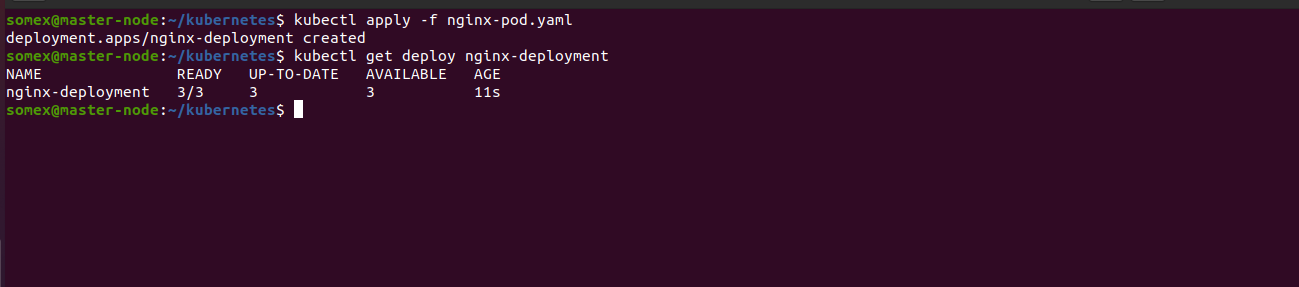 somex@master-node:~/kubernetes$ kubectl apply -f nginx-pod.yaml
deployment.apps/nginx-deployment created
somex@master-node:~/kubernetes$ kubectl get deploy nginx-deployment
NAME               READY   UP-TO-DATE   AVAILABLE   AGE
nginx-deployment   3/3     3            3           11s
somex@master-node:~/kubernetes$